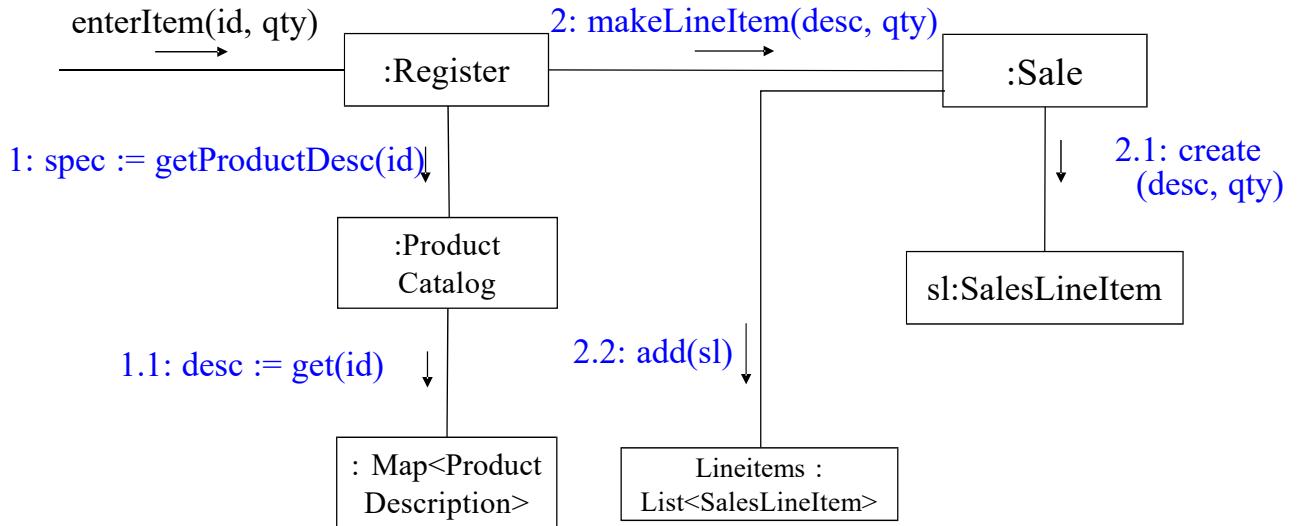 enterItem(id, qty)
2: makeLineItem(desc, qty)
:Register
:Sale
1: spec := getProductDesc(id)
2.1: create
(desc, qty)
:Product
Catalog
sl:SalesLineItem
1.1: desc := get(id)
2.2: add(sl)
: Map<Product
Description>
Lineitems :
List<SalesLineItem>